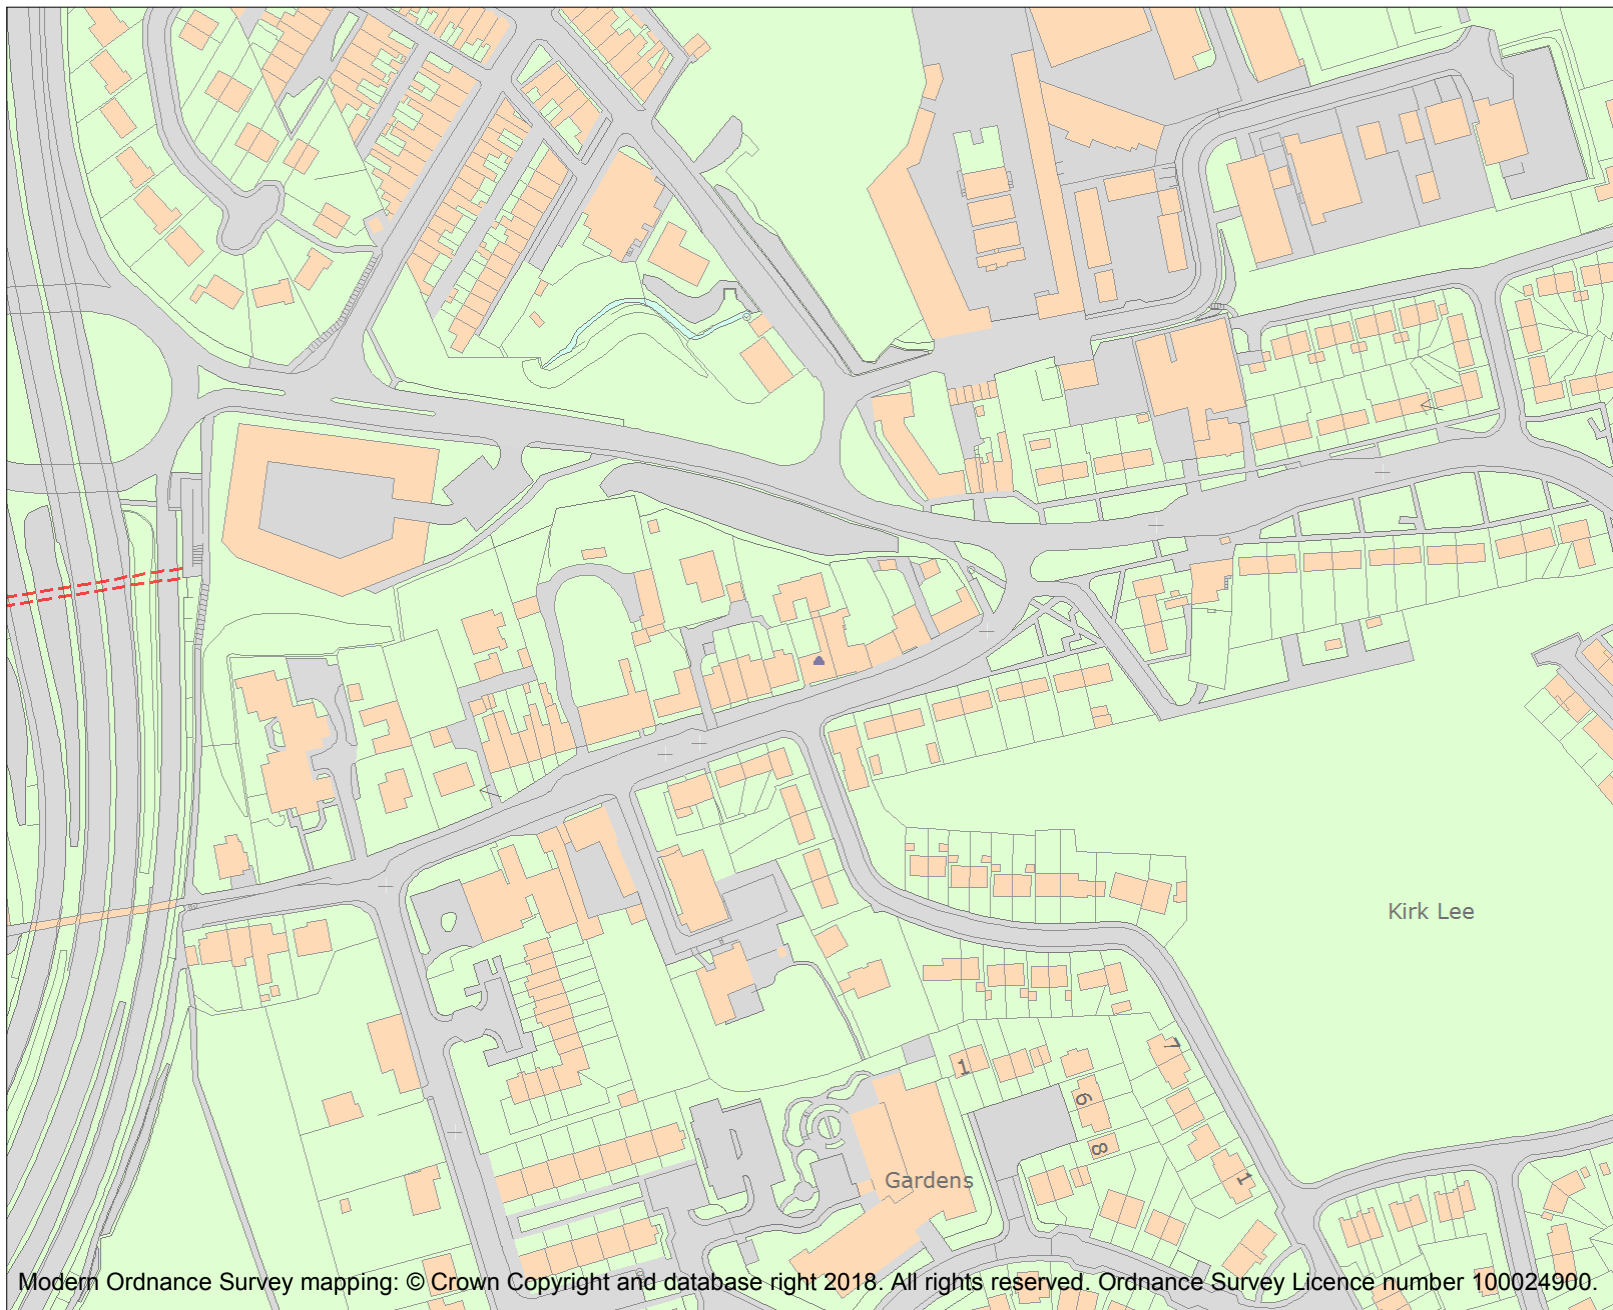 Kirk Lee
7
1
6
8
Gardens
1
Modern Ordnance Survey mapping: © Crown Copyright and database right 2018. All rights reserved. Ordnance Survey Licence number 100024900.